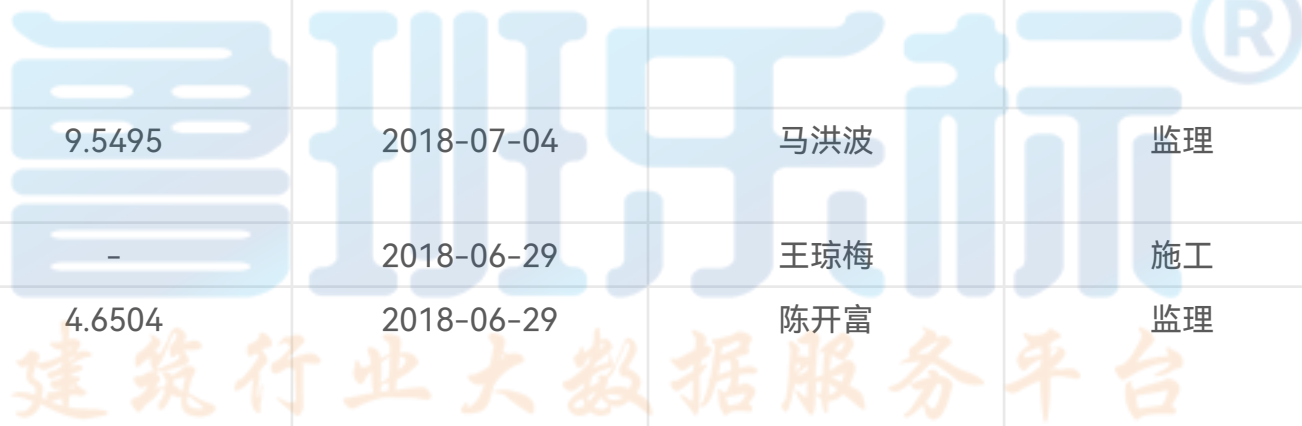 鲁班乐标®
9.5495 2018-07-04 马洪波 监理
- 2018-06-29 王琼梅 施工
4.6504 2018-06-29 陈开富 监理
建筑行业大数据服务平台